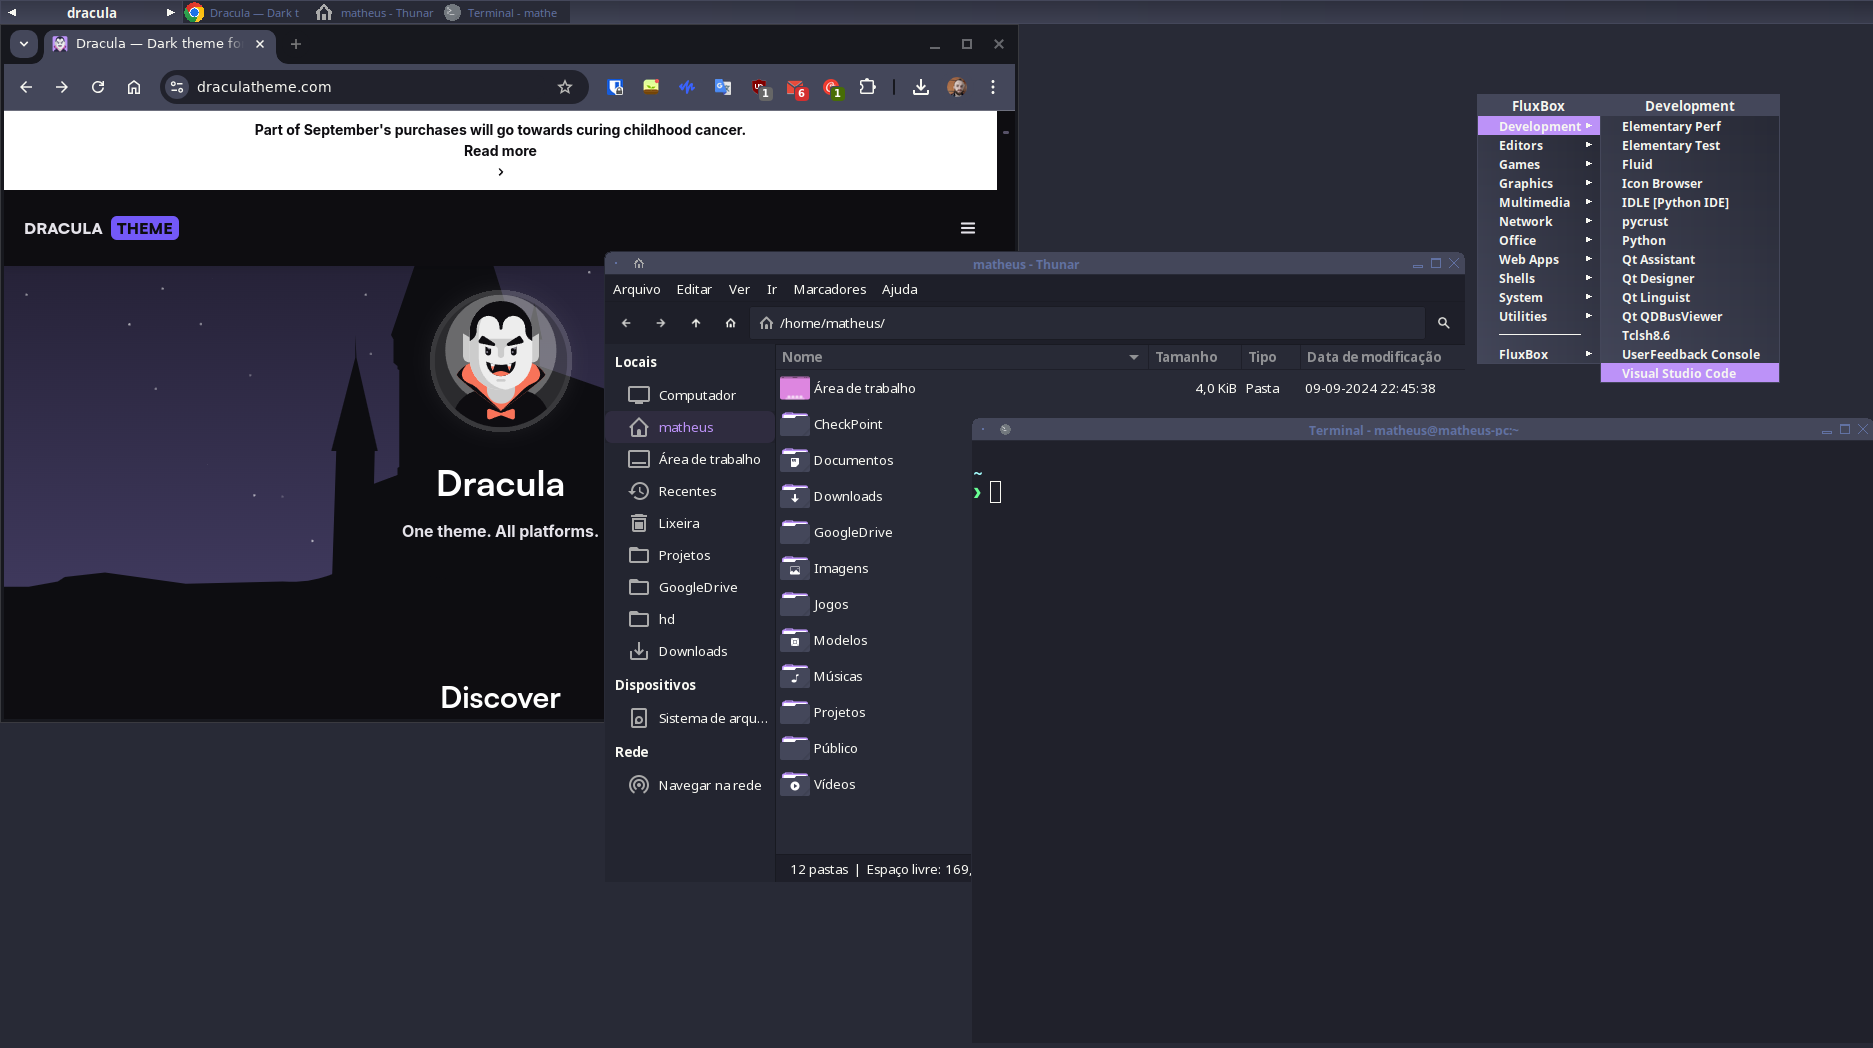 dracula
Dracula — Dark t
matheus - Thunar
Terminal - mathe
Dracula — Dark theme fo
draculatheme.com
1
6
1
Part of September's purchases will go towards curing childhood cancer.
Read more
DRACULA THEME
Dracula
One theme. All platforms.
Discover
matheus - Thunar
Arquivo Editar Ver Ir Marcadores Ajuda
/home/matheus/
Locais
Computador
matheus
Área de trabalho
Recentes
Lixeira
Projetos
GoogleDrive
hd
Downloads
Dispositivos
Sistema de arqu...
Rede
Navegar na rede
Nome Tamanho Tipo Data de modificação
Área de trabalho 4,0 KiB Pasta 09-09-2024 22:45:38
CheckPoint
Documentos
Downloads
GoogleDrive
Imagens
Jogos
Modelos
Músicas
Projetos
Público
Vídeos
12 pastas | Espaço livre: 169,
Terminal - matheus@matheus-pc:~
~
❯
FluxBox
Development
Editors
Games
Graphics
Multimedia
Network
Office
Web Apps
Shells
System
Utilities
FluxBox
Development
Elementary Perf
Elementary Test
Fluid
Icon Browser
IDLE [Python IDE]
pycrust
Python
Qt Assistant
Qt Designer
Qt Linguist
Qt QDBusViewer
Tclsh8.6
UserFeedback Console
Visual Studio Code